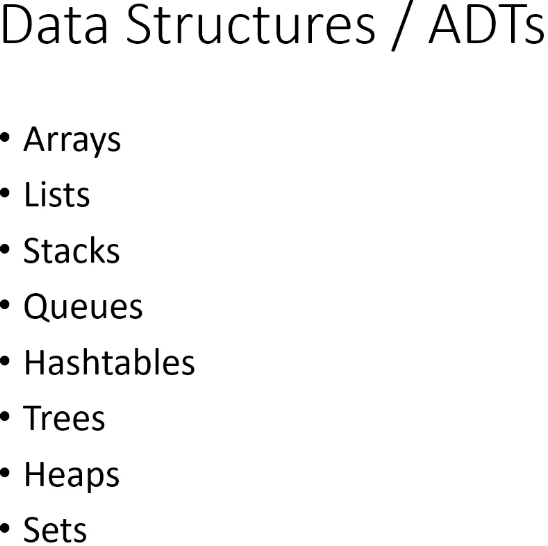 Data Structures / ADTs
• Arrays
• Lists
• Stacks
• Queues
• Hashtables
• Trees
• Heaps
• Sets